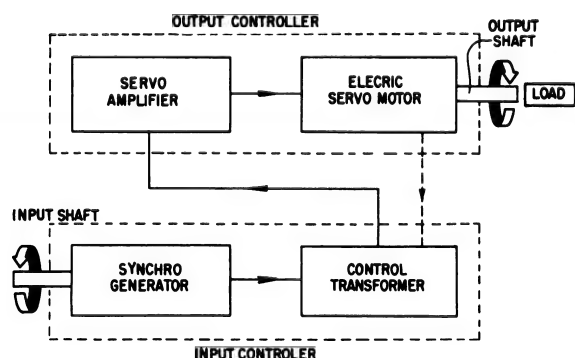 OUTPUT CONTROLLER
OUTPUT
SHAFT
SERVO
AMPLIFIER
ELECRIC
SERVO MOTOR
LOAD
INPUT SHAFT
SYNCHRO
GENERATOR
CONTROL
TRANSFORMER
INPUT CONTROLER